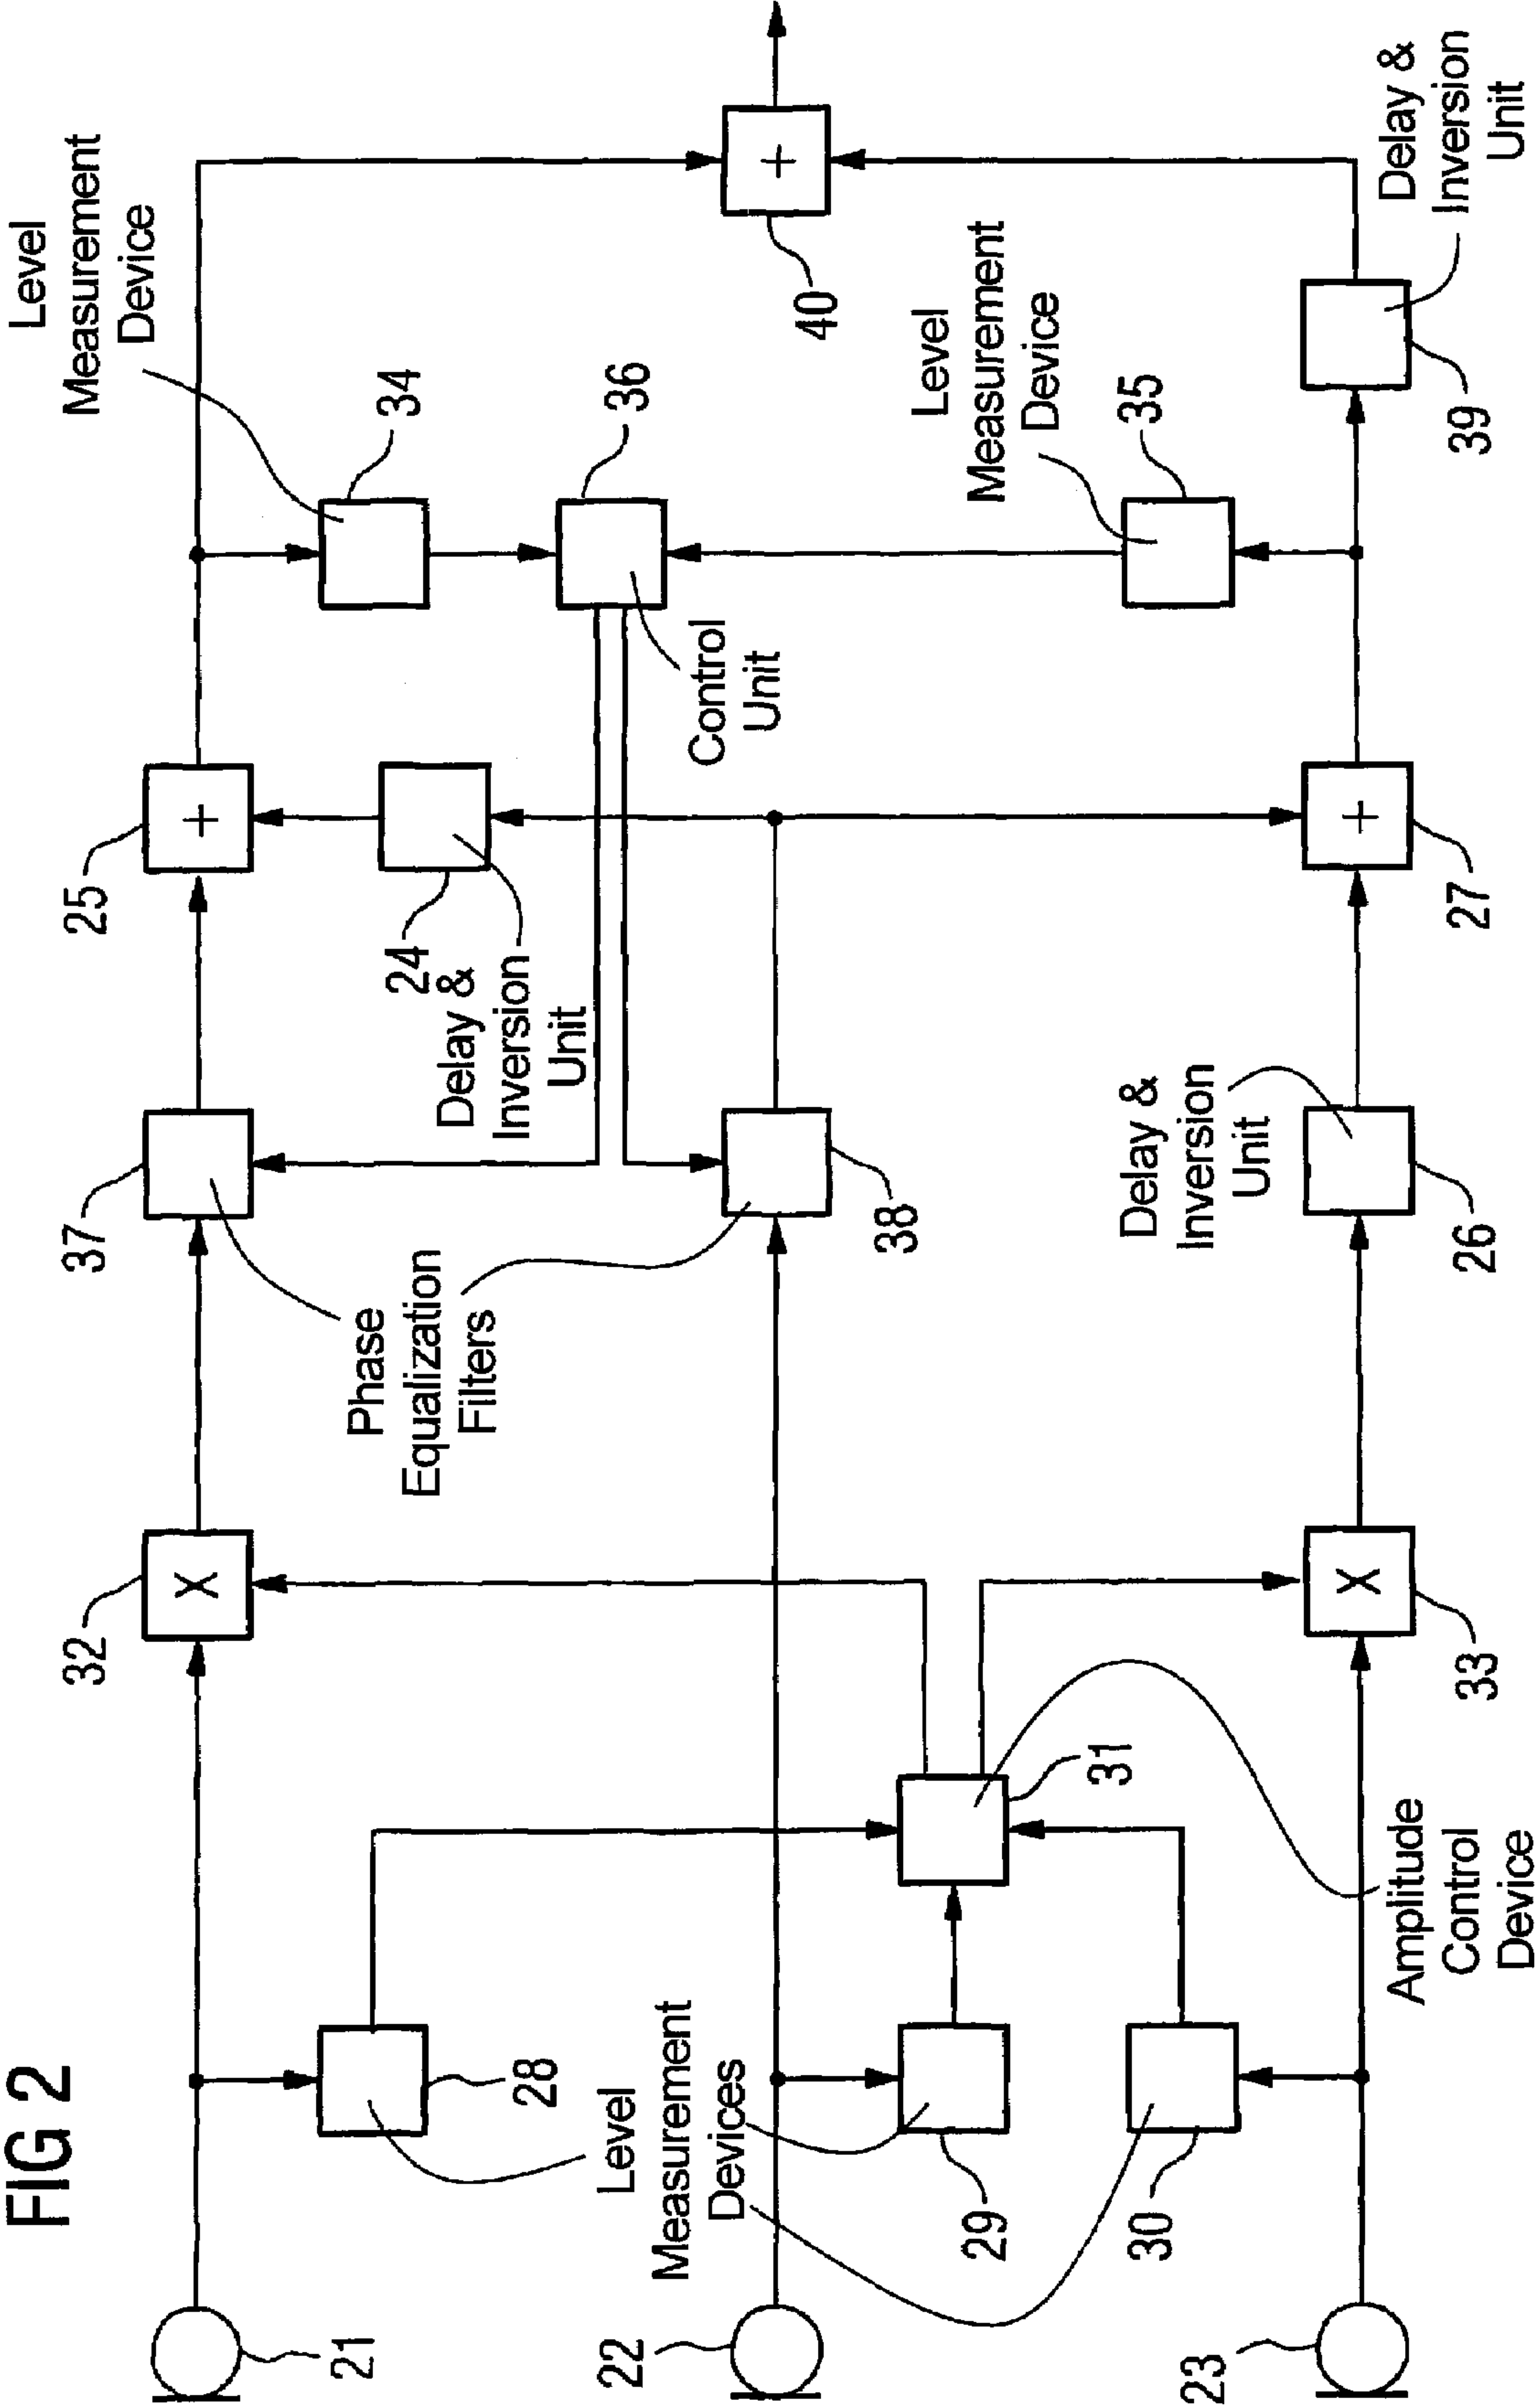 FIG 2
21
22
23
28
Level
Measurement
Devices
29
30
31
Amplitude
Control
Device
32
X
33
X
Phase
Equalization
Filters
37
38
Delay &
Inversion
Unit
26
24
Delay &
Inversion
Unit
25
+
27
+
Control
Unit
36
34
Level
Measurement
Device
35
Level
Measurement
Device
39
Delay &
Inversion
Unit
40
+